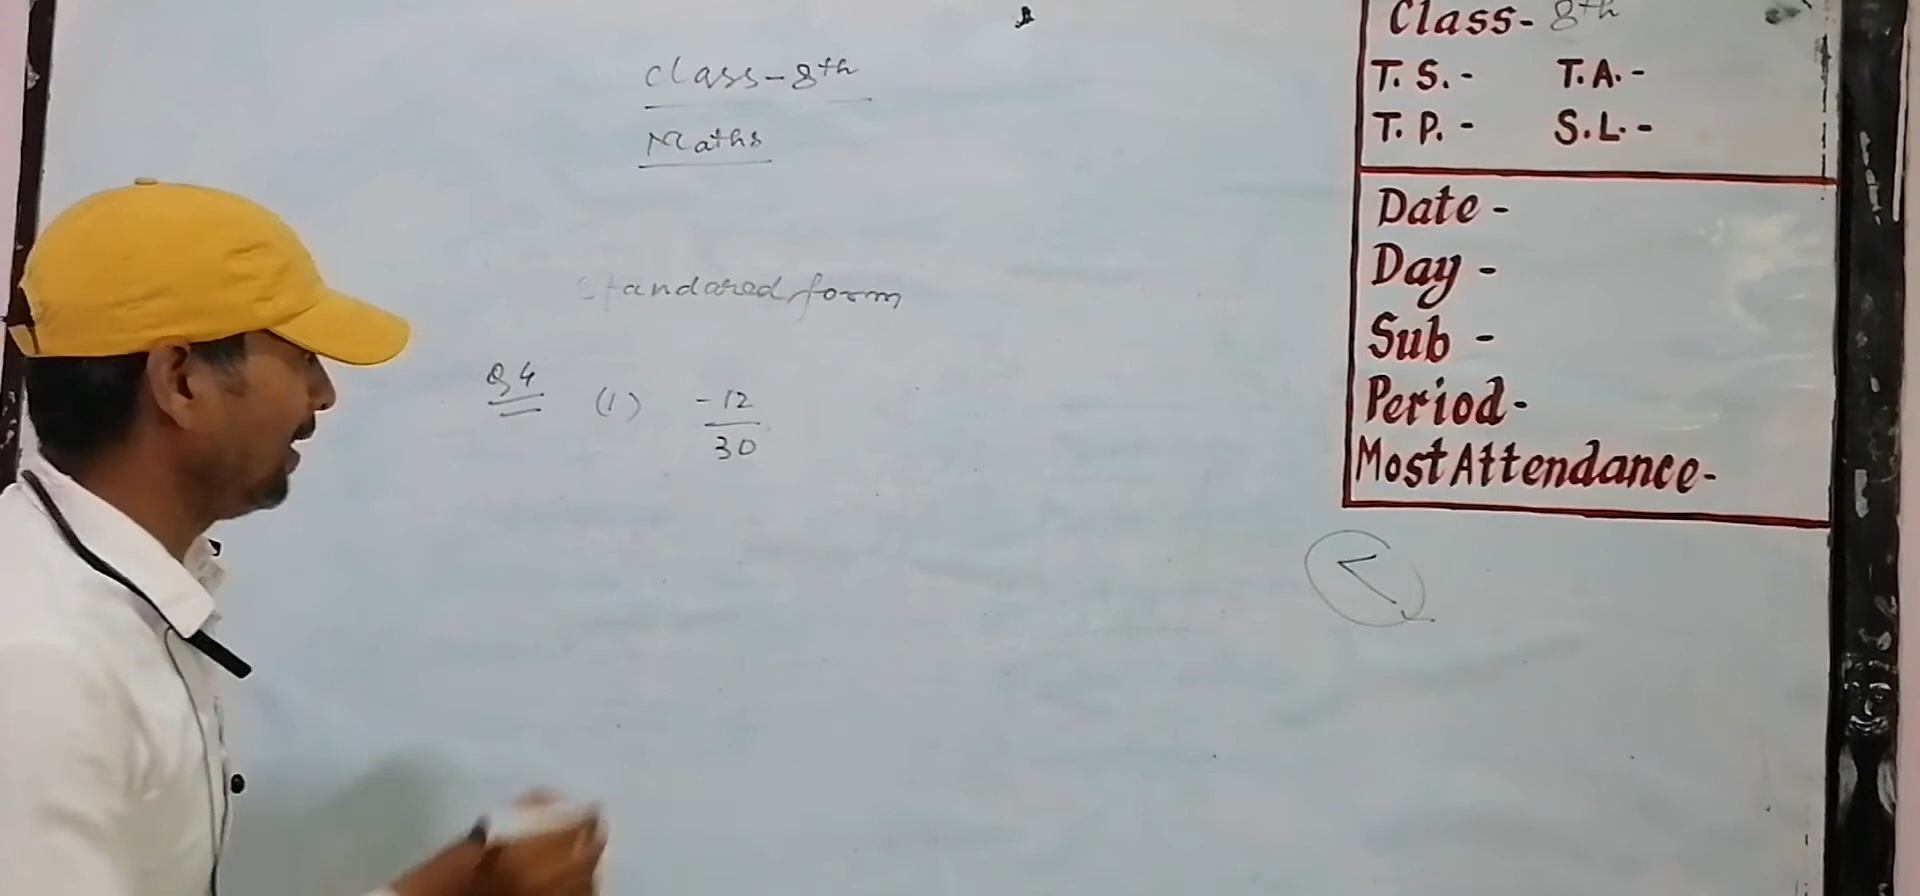 Class-8th
Maths
Standared form
Q4 (1) -12
30
Class- 8th
T. S. - T.A. -
T. P. - S.L. -
Date -
Day -
Sub -
Period -
Most Attendance -